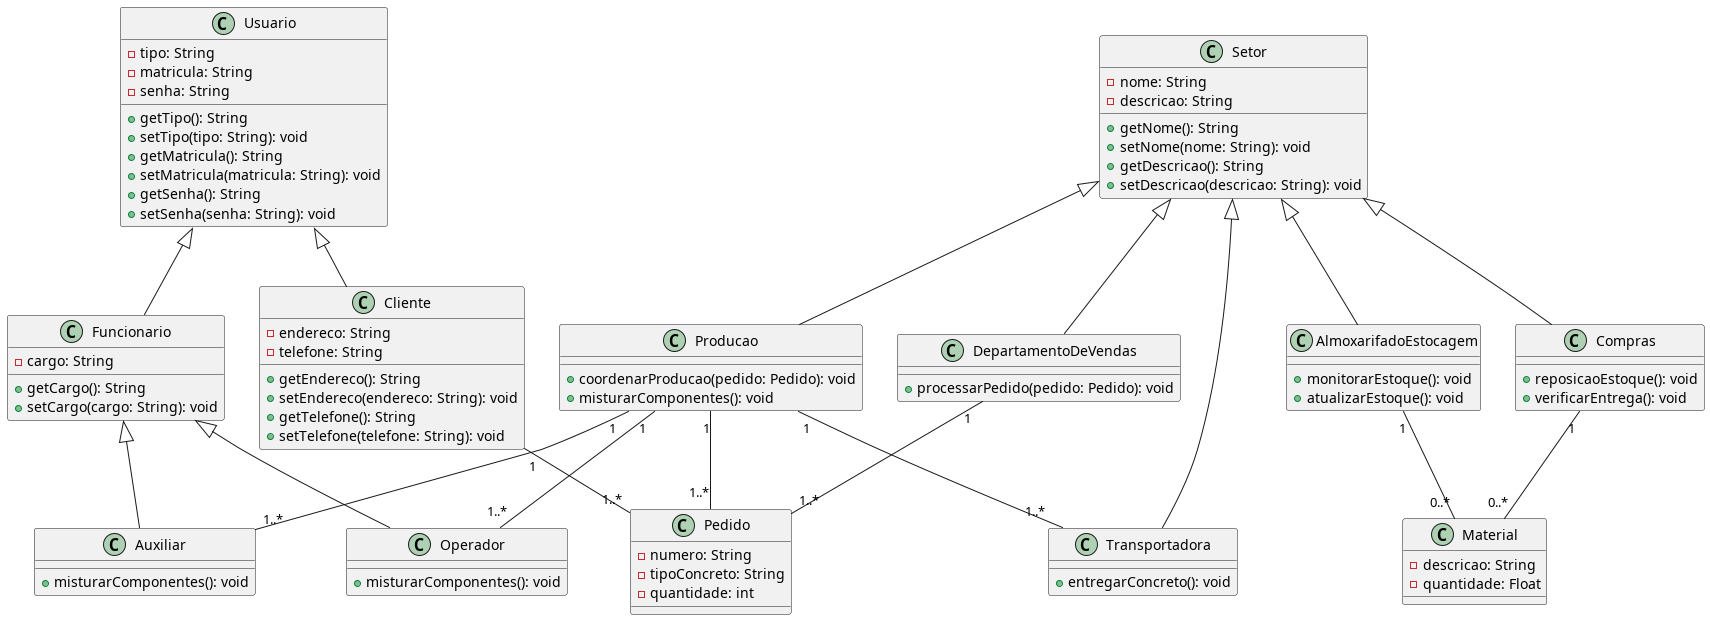 C Usuario
tipo: String
matricula: String
senha: String
getTipo(): String
setTipo(tipo: String): void
getMatricula(): String
setMatricula(matricula: String): void
getSenha(): String
setSenha(senha: String): void
C Setor
nome: String
descricao: String
getNome(): String
setNome(nome: String): void
getDescricao(): String
setDescricao(descricao: String): void
C Funcionario
cargo: String
getCargo(): String
setCargo(cargo: String): void
C Cliente
endereco: String
telefone: String
getEndereco(): String
setEndereco(endereco: String): void
getTelefone(): String
setTelefone(telefone: String): void
C Producao
coordenarProducao(pedido: Pedido): void
misturarComponentes(): void
C DepartamentoDeVendas
processarPedido(pedido: Pedido): void
C AlmoxarifadoEstocagem
monitorarEstoque(): void
atualizarEstoque(): void
C Compras
reposicaoEstoque(): void
verificarEntrega(): void
1
1
1
1
1
1
1
1
1..*
1..*
1..*
1..*
1..*
1..*
0..*
0..*
C Auxiliar
misturarComponentes(): void
C Operador
misturarComponentes(): void
C Pedido
numero: String
tipoConcreto: String
quantidade: int
C Transportadora
entregarConcreto(): void
C Material
descricao: String
quantidade: Float